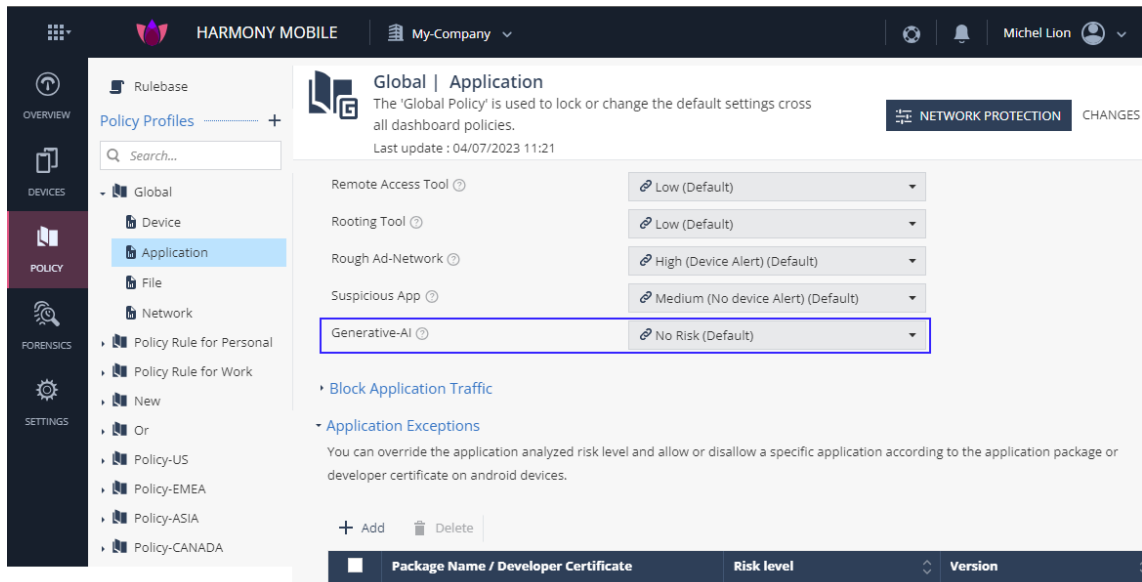 HARMONY MOBILE
My-Company
Michel Lion
OVERVIEW
DEVICES
POLICY
FORENSICS
SETTINGS
Rulebase
Policy Profiles
Search...
Global
Device
Application
File
Network
Policy Rule for Personal
Policy Rule for Work
New
Or
Policy-US
Policy-EMEA
Policy-ASIA
Policy-CANADA
Global | Application
The 'Global Policy' is used to lock or change the default settings cross
all dashboard policies.
Last update : 04/07/2023 11:21
NETWORK PROTECTION
CHANGES
Remote Access Tool
Low (Default)
Rooting Tool
Low (Default)
Rough Ad-Network
High (Device Alert) (Default)
Suspicious App
Medium (No device Alert) (Default)
Generative-AI
No Risk (Default)
Block Application Traffic
Application Exceptions
You can override the application analyzed risk level and allow or disallow a specific application according to the application package or
developer certificate on android devices.
+ Add
Delete
Package Name / Developer Certificate
Risk level
Version